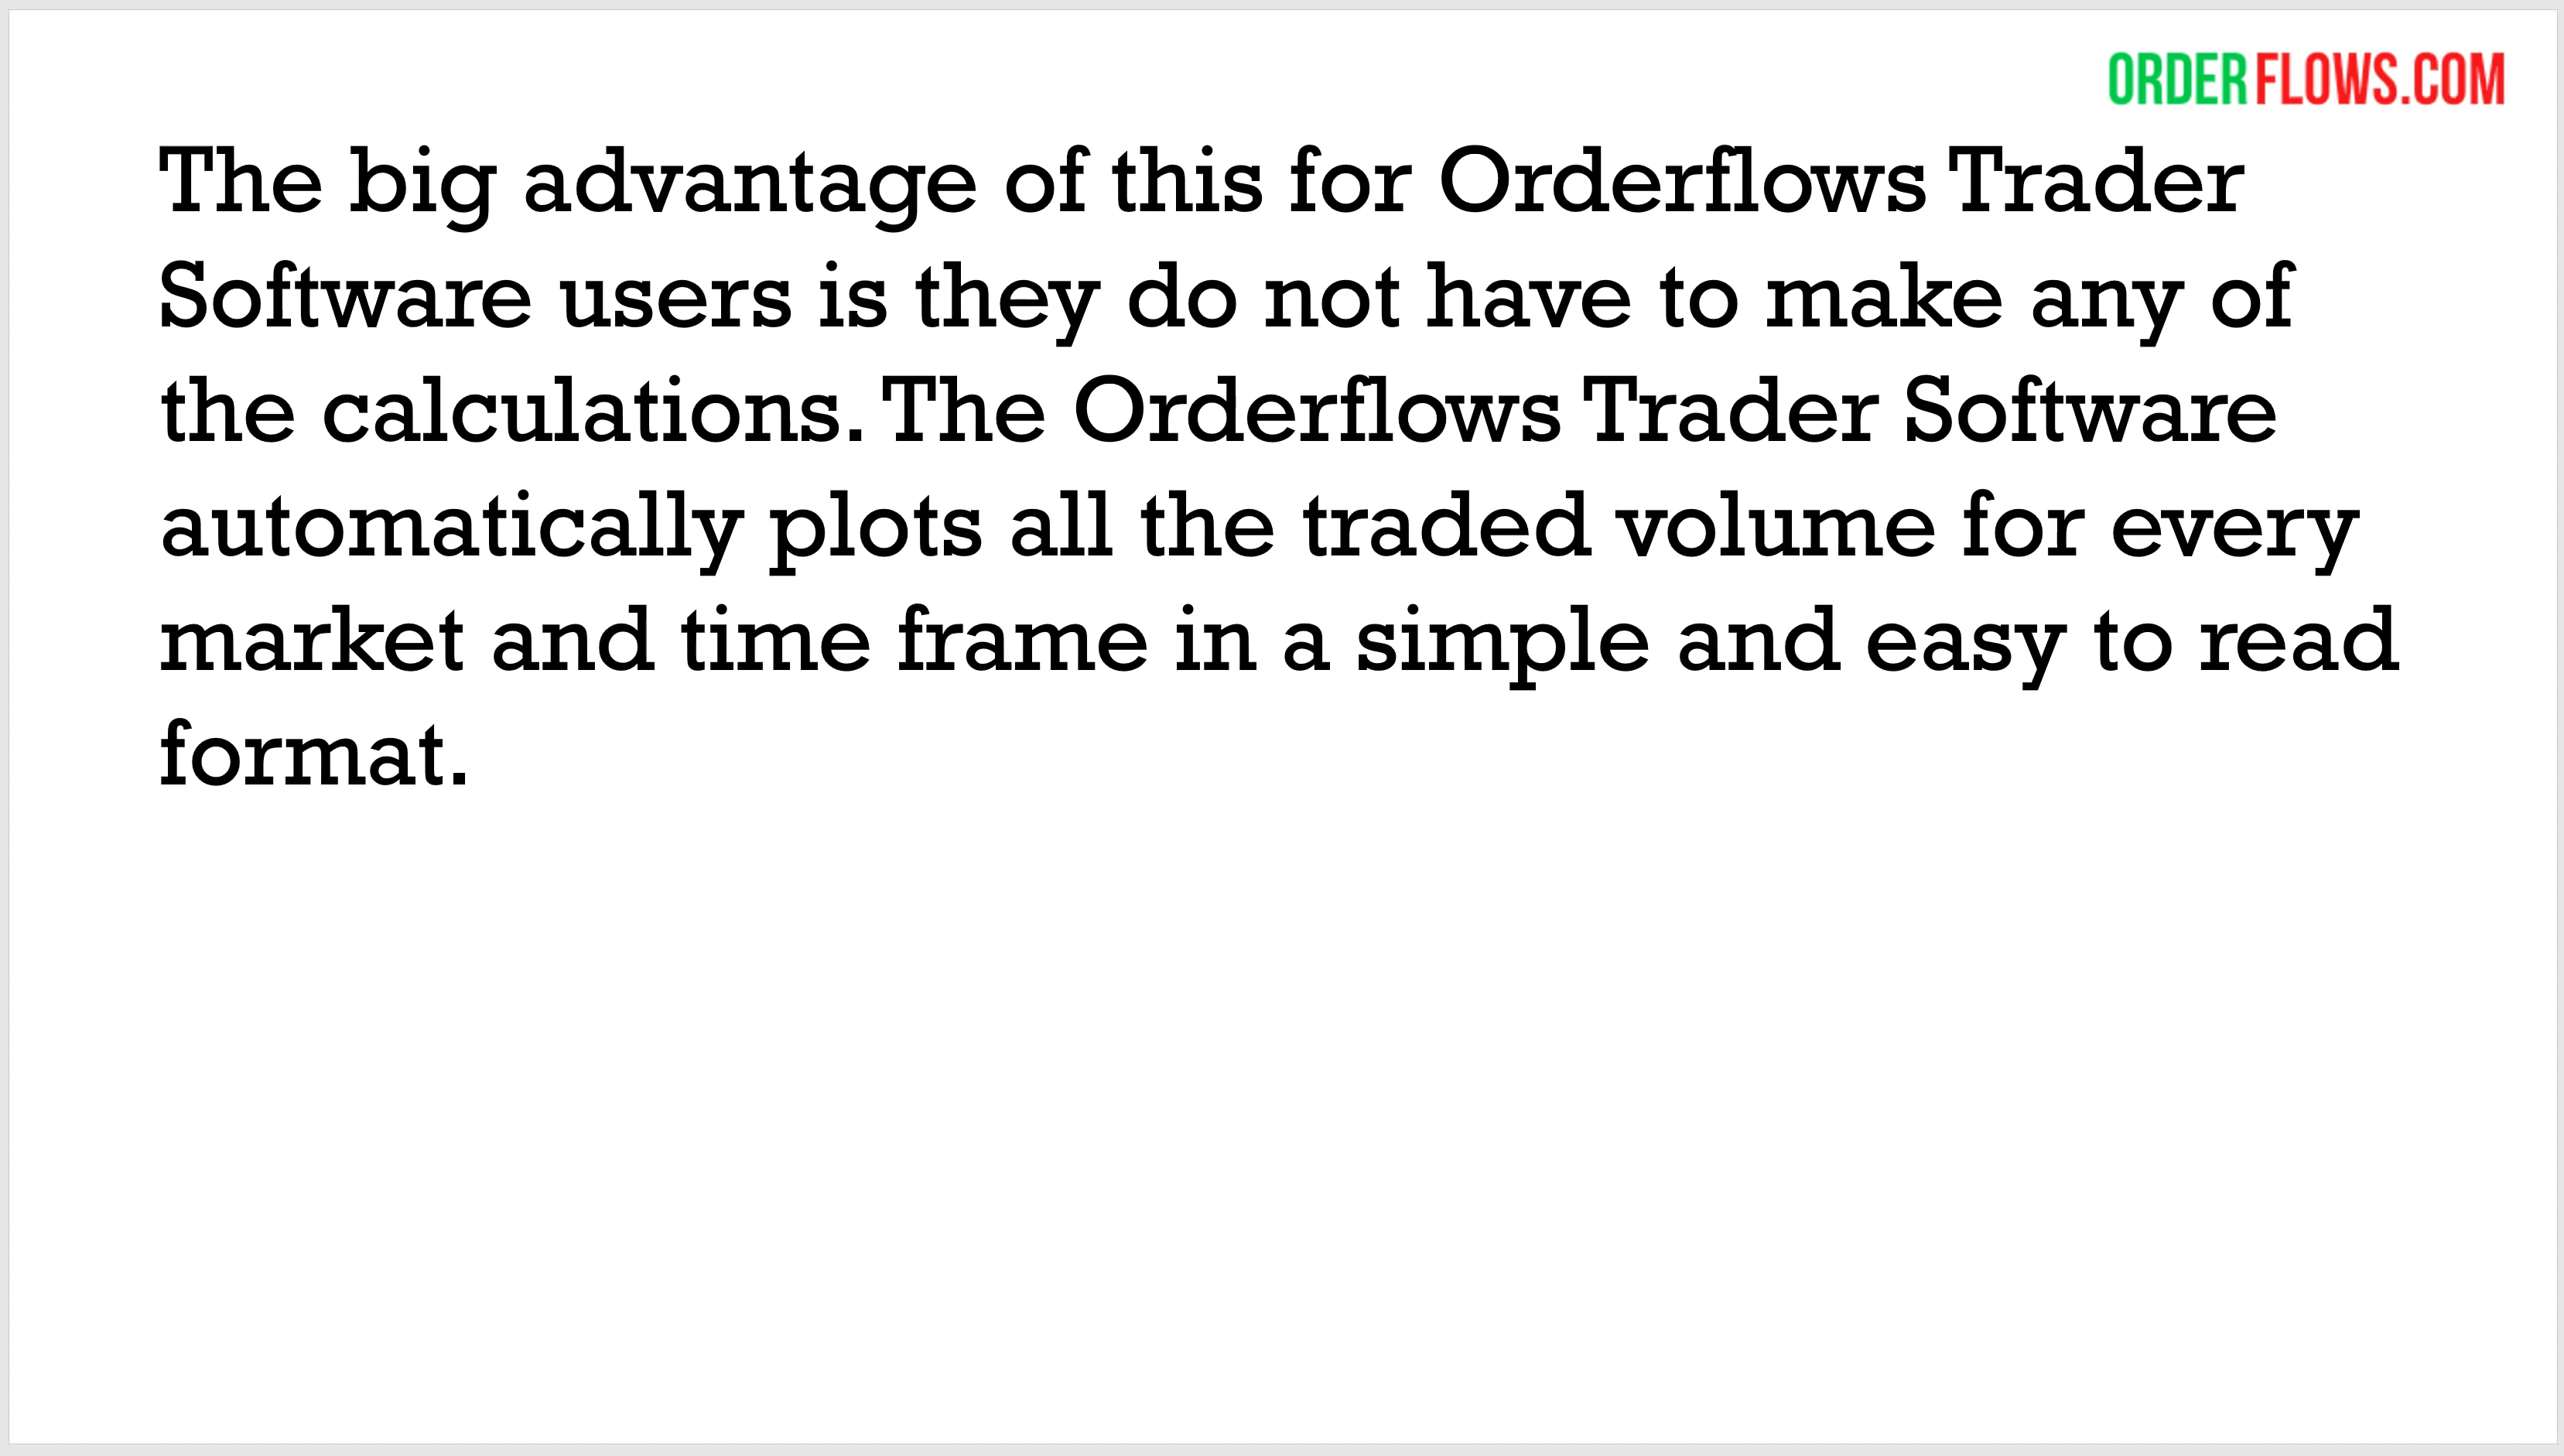 ORDERFLOWS.COM
The big advantage of this for Orderflows Trader
Software users is they do not have to make any of
the calculations. The Orderflows Trader Software
automatically plots all the traded volume for every
market and time frame in a simple and easy to read
format.